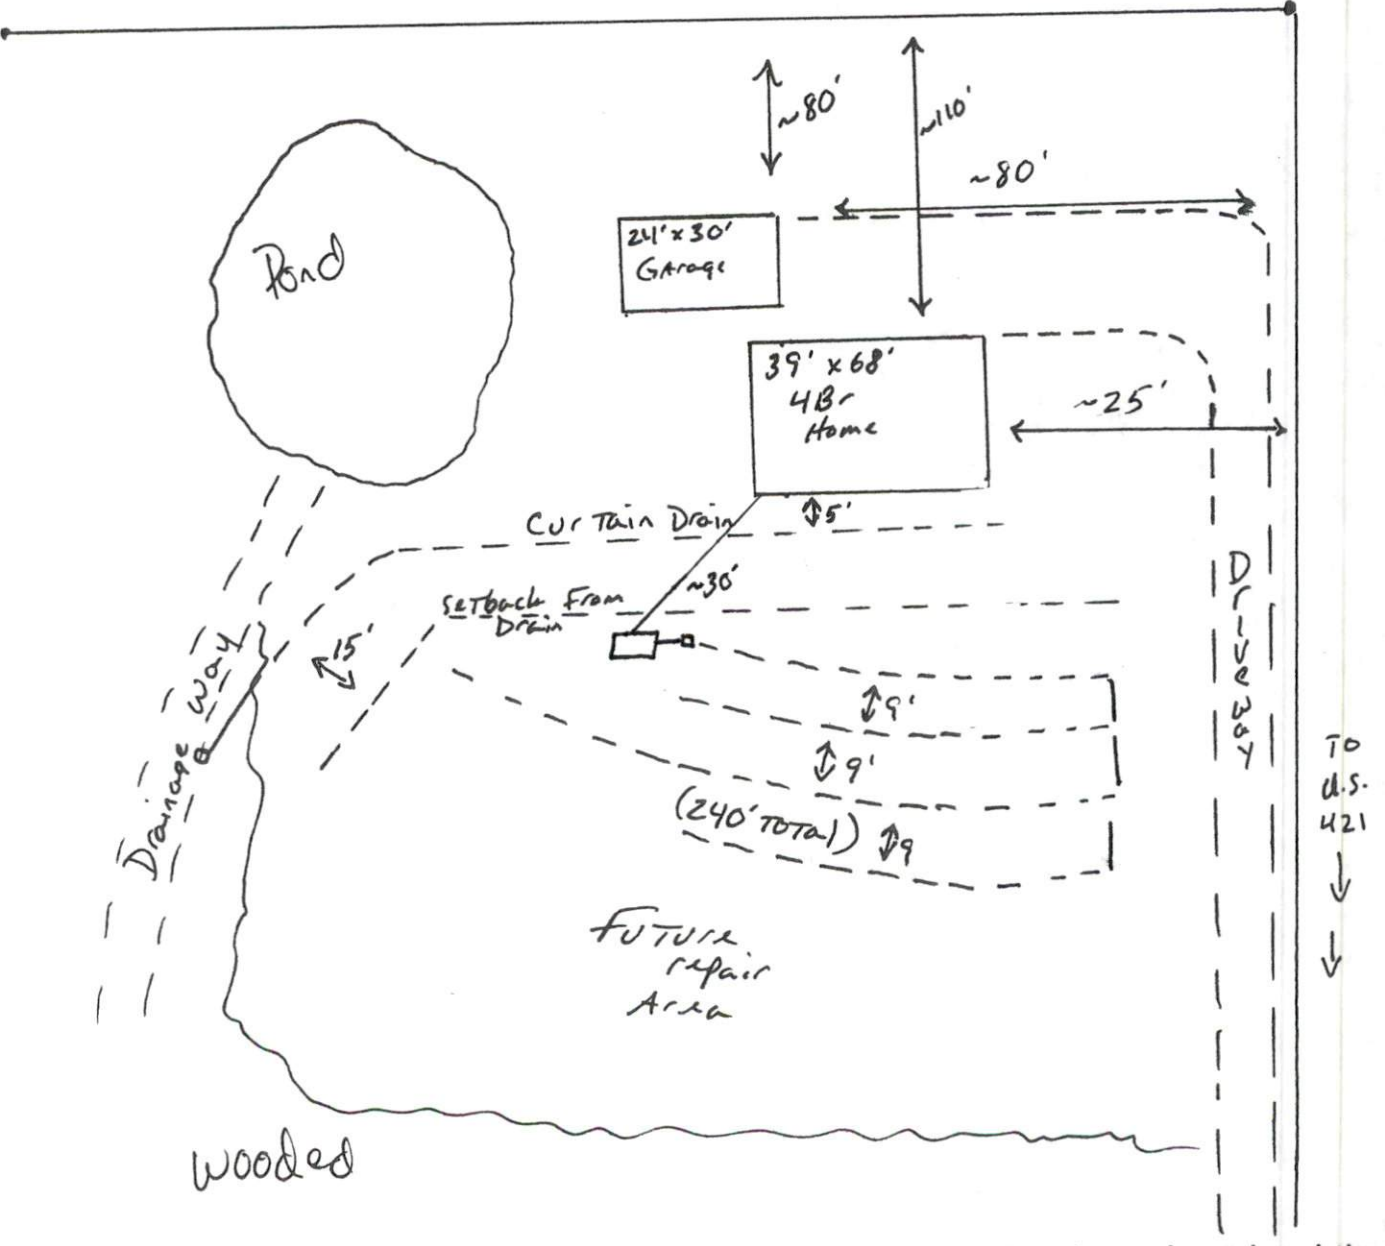 ~80'
~110'
~80'
24' x 30'
Garage
Pond
39' x 68'
4Br
Home
~25'
5'
Curtain Drain
~30'
Setback From
Drain
15'
Drainage Way
Driveway
9'
9'
(240' Total)
9
To
U.S.
421
Future
repair
Area
Wooded